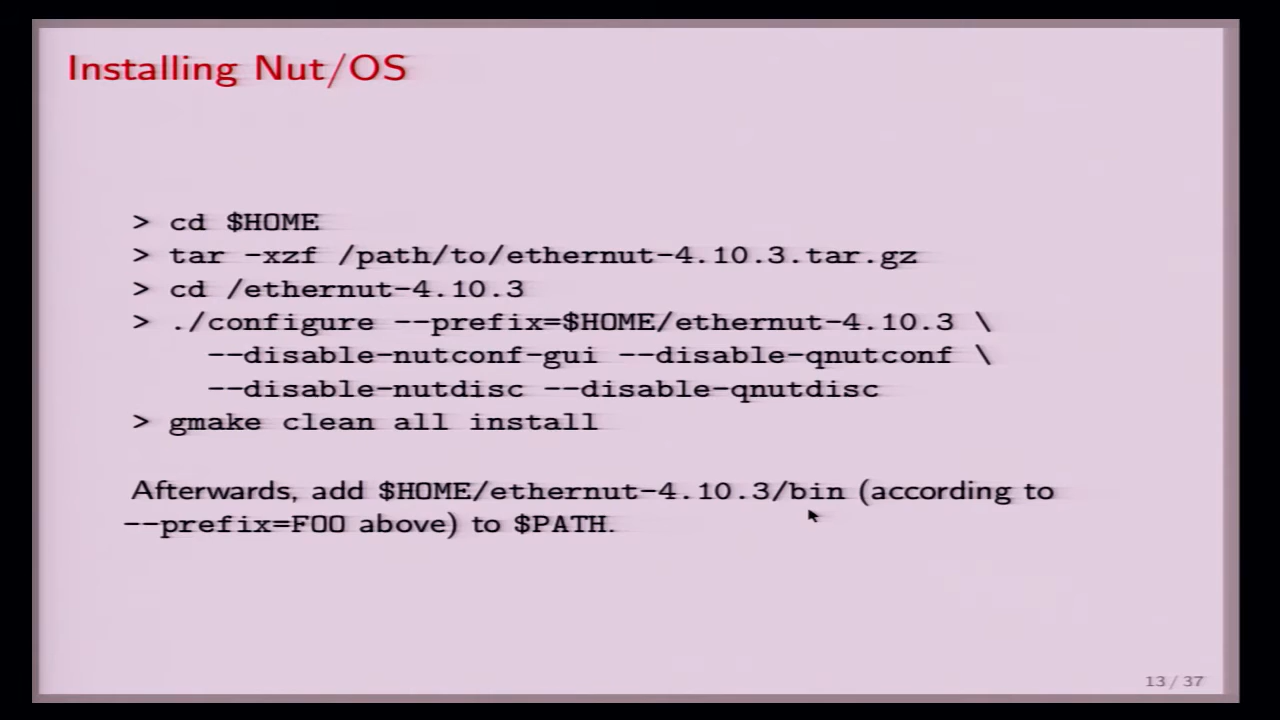 Installing Nut/OS
> cd $HOME
> tar -xzf /path/to/ethernut-4.10.3.tar.gz
> cd /ethernut-4.10.3
> ./configure --prefix=$HOME/ethernut-4.10.3 \
--disable-nutconf-gui --disable-qnutconf \
--disable-nutdisc --disable-qnutdisc
> gmake clean all install
Afterwards, add $HOME/ethernut-4.10.3/bin (according to
--prefix=FOO above) to $PATH.
13 / 37